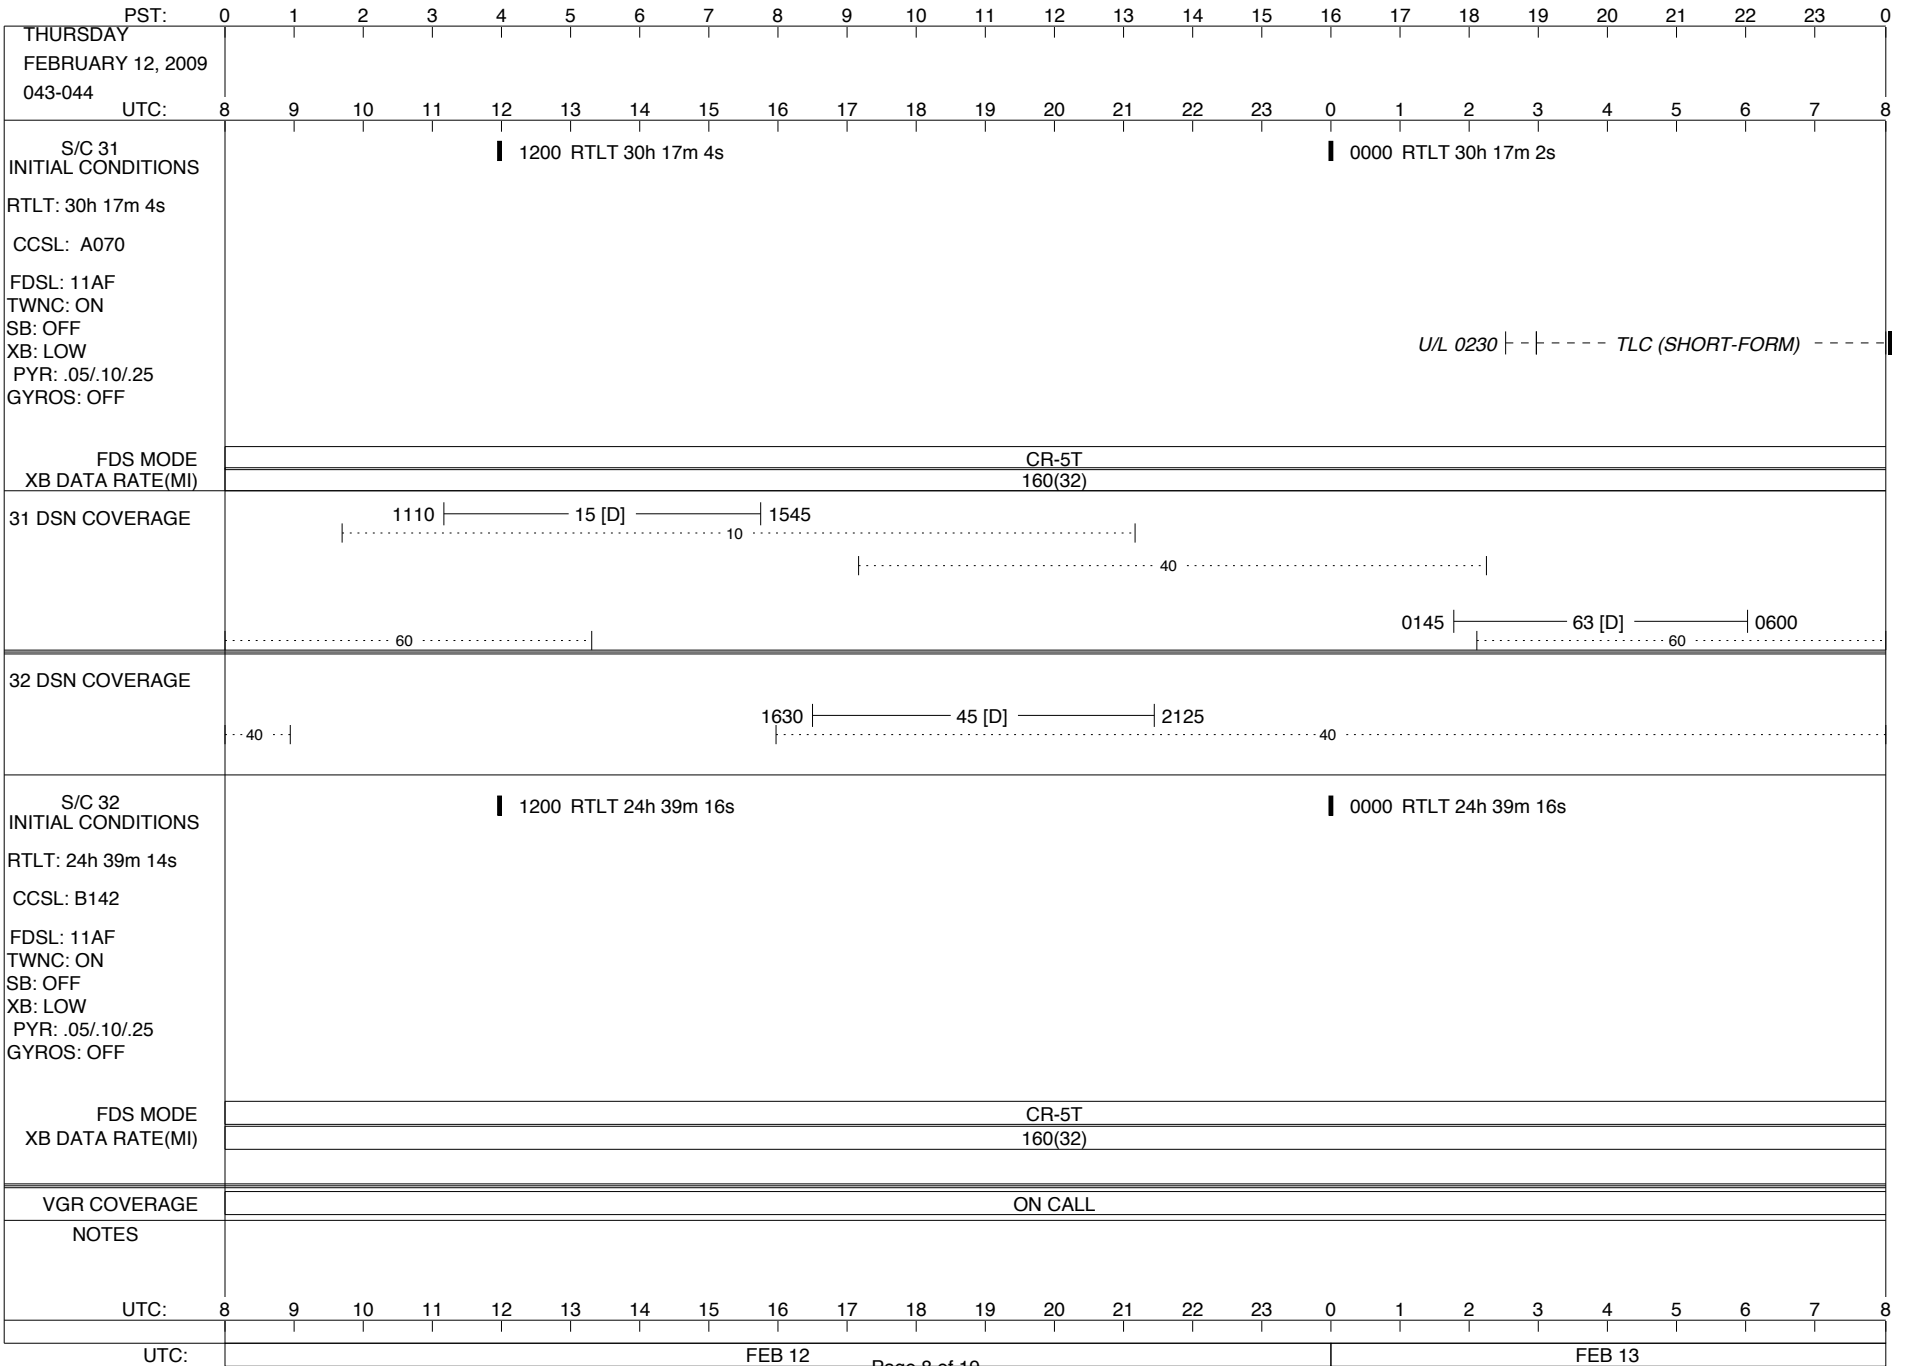 PST: 0 1 2 3 4 5 6 7 8 9 10 11 12 13 4 15 16 17 18 19 20 21 22 23 0
THURSDAY
FEBRUARY 12, 2009
043-044
UTC: 8 9 10 11 12 13 14 15 16 17 18 19 20 21 22 23 0 1 2 3 4 5 6 7 8
S/C 31
INITIAL CONDITIONS
1200 RTLT 30h 17m 4s
0000 RTLT 30h 17m 2s
RTLT: 30h 17m 4s
CCSL: A070
FDSL: 11AF
TWNC: ON
SB: OFF
XB: LOW
PYR: .05/.10/.25
GYROS: OFF
U/L 0230 TLC (SHORT-FORM)
FDS MODE CR-5T
XB DATA RATE(MI) 160(32)
31 DSN COVERAGE
1110 15 [D] 1545
10
40
0145 63 [D] 0600
60 60
32 DSN COVERAGE
1630 45 [D] 2125
40 40
S/C 32
INITIAL CONDITIONS
1200 RTLT 24h 39m 16s
0000 RTLT 24h 39m 16s
RTLT: 24h 39m 14s
CCSL: B142
FDSL: 11AF
TWNC: ON
SB: OFF
XB: LOW
PYR: .05/.10/.25
GYROS: OFF
FDS MODE CR-5T
XB DATA RATE(MI) 160(32)
VGR COVERAGE ON CALL
NOTES
UTC: 8 9 10 11 12 13 14 15 16 17 18 19 20 21 22 23 0 1 2 3 4 5 6 7 8
UTC: FEB 12 FEB 13
Page 8 of